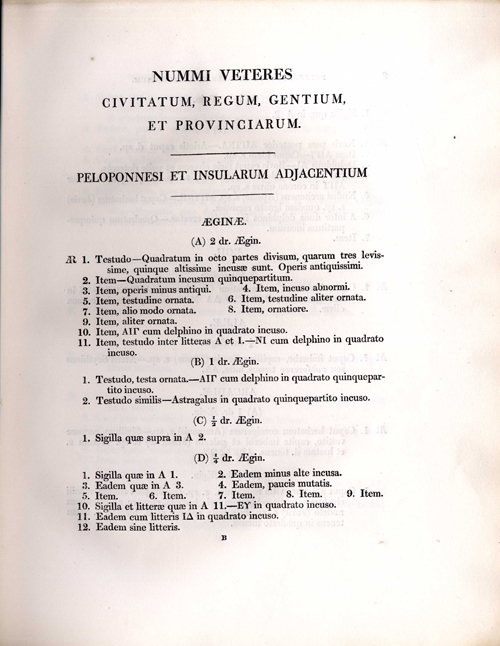 NUMMI VETERES
CIVITATUM, REGUM, GENTIUM,
ET PROVINCIARUM.
PELOPONNESI ET INSULARUM ADJACENTIUM
ÆGINÆ.
(A) 2 dr. Ægin.
Æ 1. Testudo—Quadratum in octo partes divisum, quarum tres levis-
sime, quinque altissime incusæ sunt. Operis antiquissimi.
2. Item—Quadratum incusum quinquepartitum.
3. Item, operis minus antiqui. 4. Item, incuso abnormi.
5. Item, testudine ornata. 6. Item, testudine aliter ornata.
7. Item, alio modo ornata. 8. Item, ornatiore.
9. Item, aliter ornata.
10. Item, ΑΙΓ cum delphino in quadrato incuso.
11. Item, testudo inter litteras Α et Ι.—ΝΙ cum delphino in quadrato
incuso.
(B) 1 dr. Ægin.
1. Testudo, testa ornata.—ΑΙΓ cum delphino in quadrato quinquepar-
tito incuso.
2. Testudo similis—Astragalus in quadrato quinquepartito incuso.
(C) ½ dr. Ægin.
1. Sigilla quæ supra in A 2.
(D) ¼ dr. Ægin.
1. Sigilla quæ in A 1. 2. Eadem minus alte incusa.
3. Eadem quæ in A 3. 4. Eadem, paucis mutatis.
5. Item. 6. Item. 7. Item. 8. Item. 9. Item.
10. Sigilla et litteræ quæ in A 11.—ΕΥ in quadrato incuso.
11. Eadem cum litteris ΙΔ in quadrato incuso.
12. Eadem sine litteris.
B